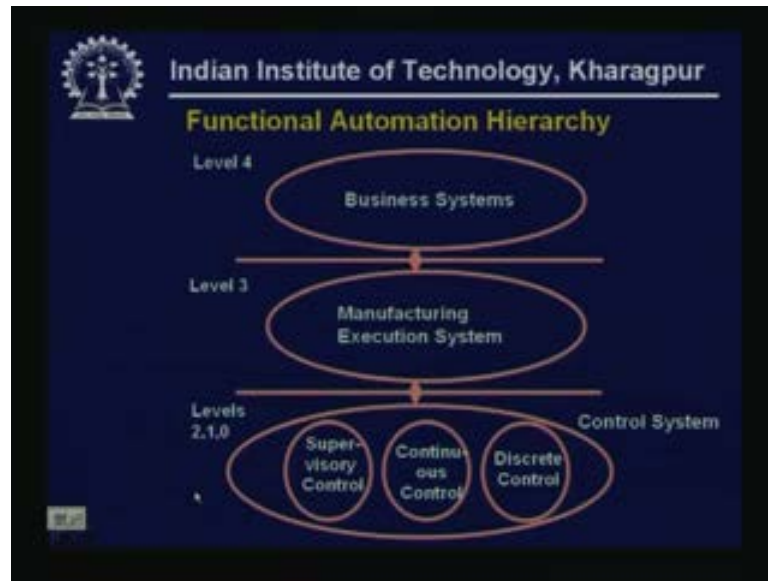 Indian Institute of Technology, Kharagpur
Functional Automation Hierarchy
Level 4
Business Systems
Level 3
Manufacturing
Execution System
Levels
2,1,0
Control System
Super-
visory
Control
Continu-
ous
Control
Discrete
Control